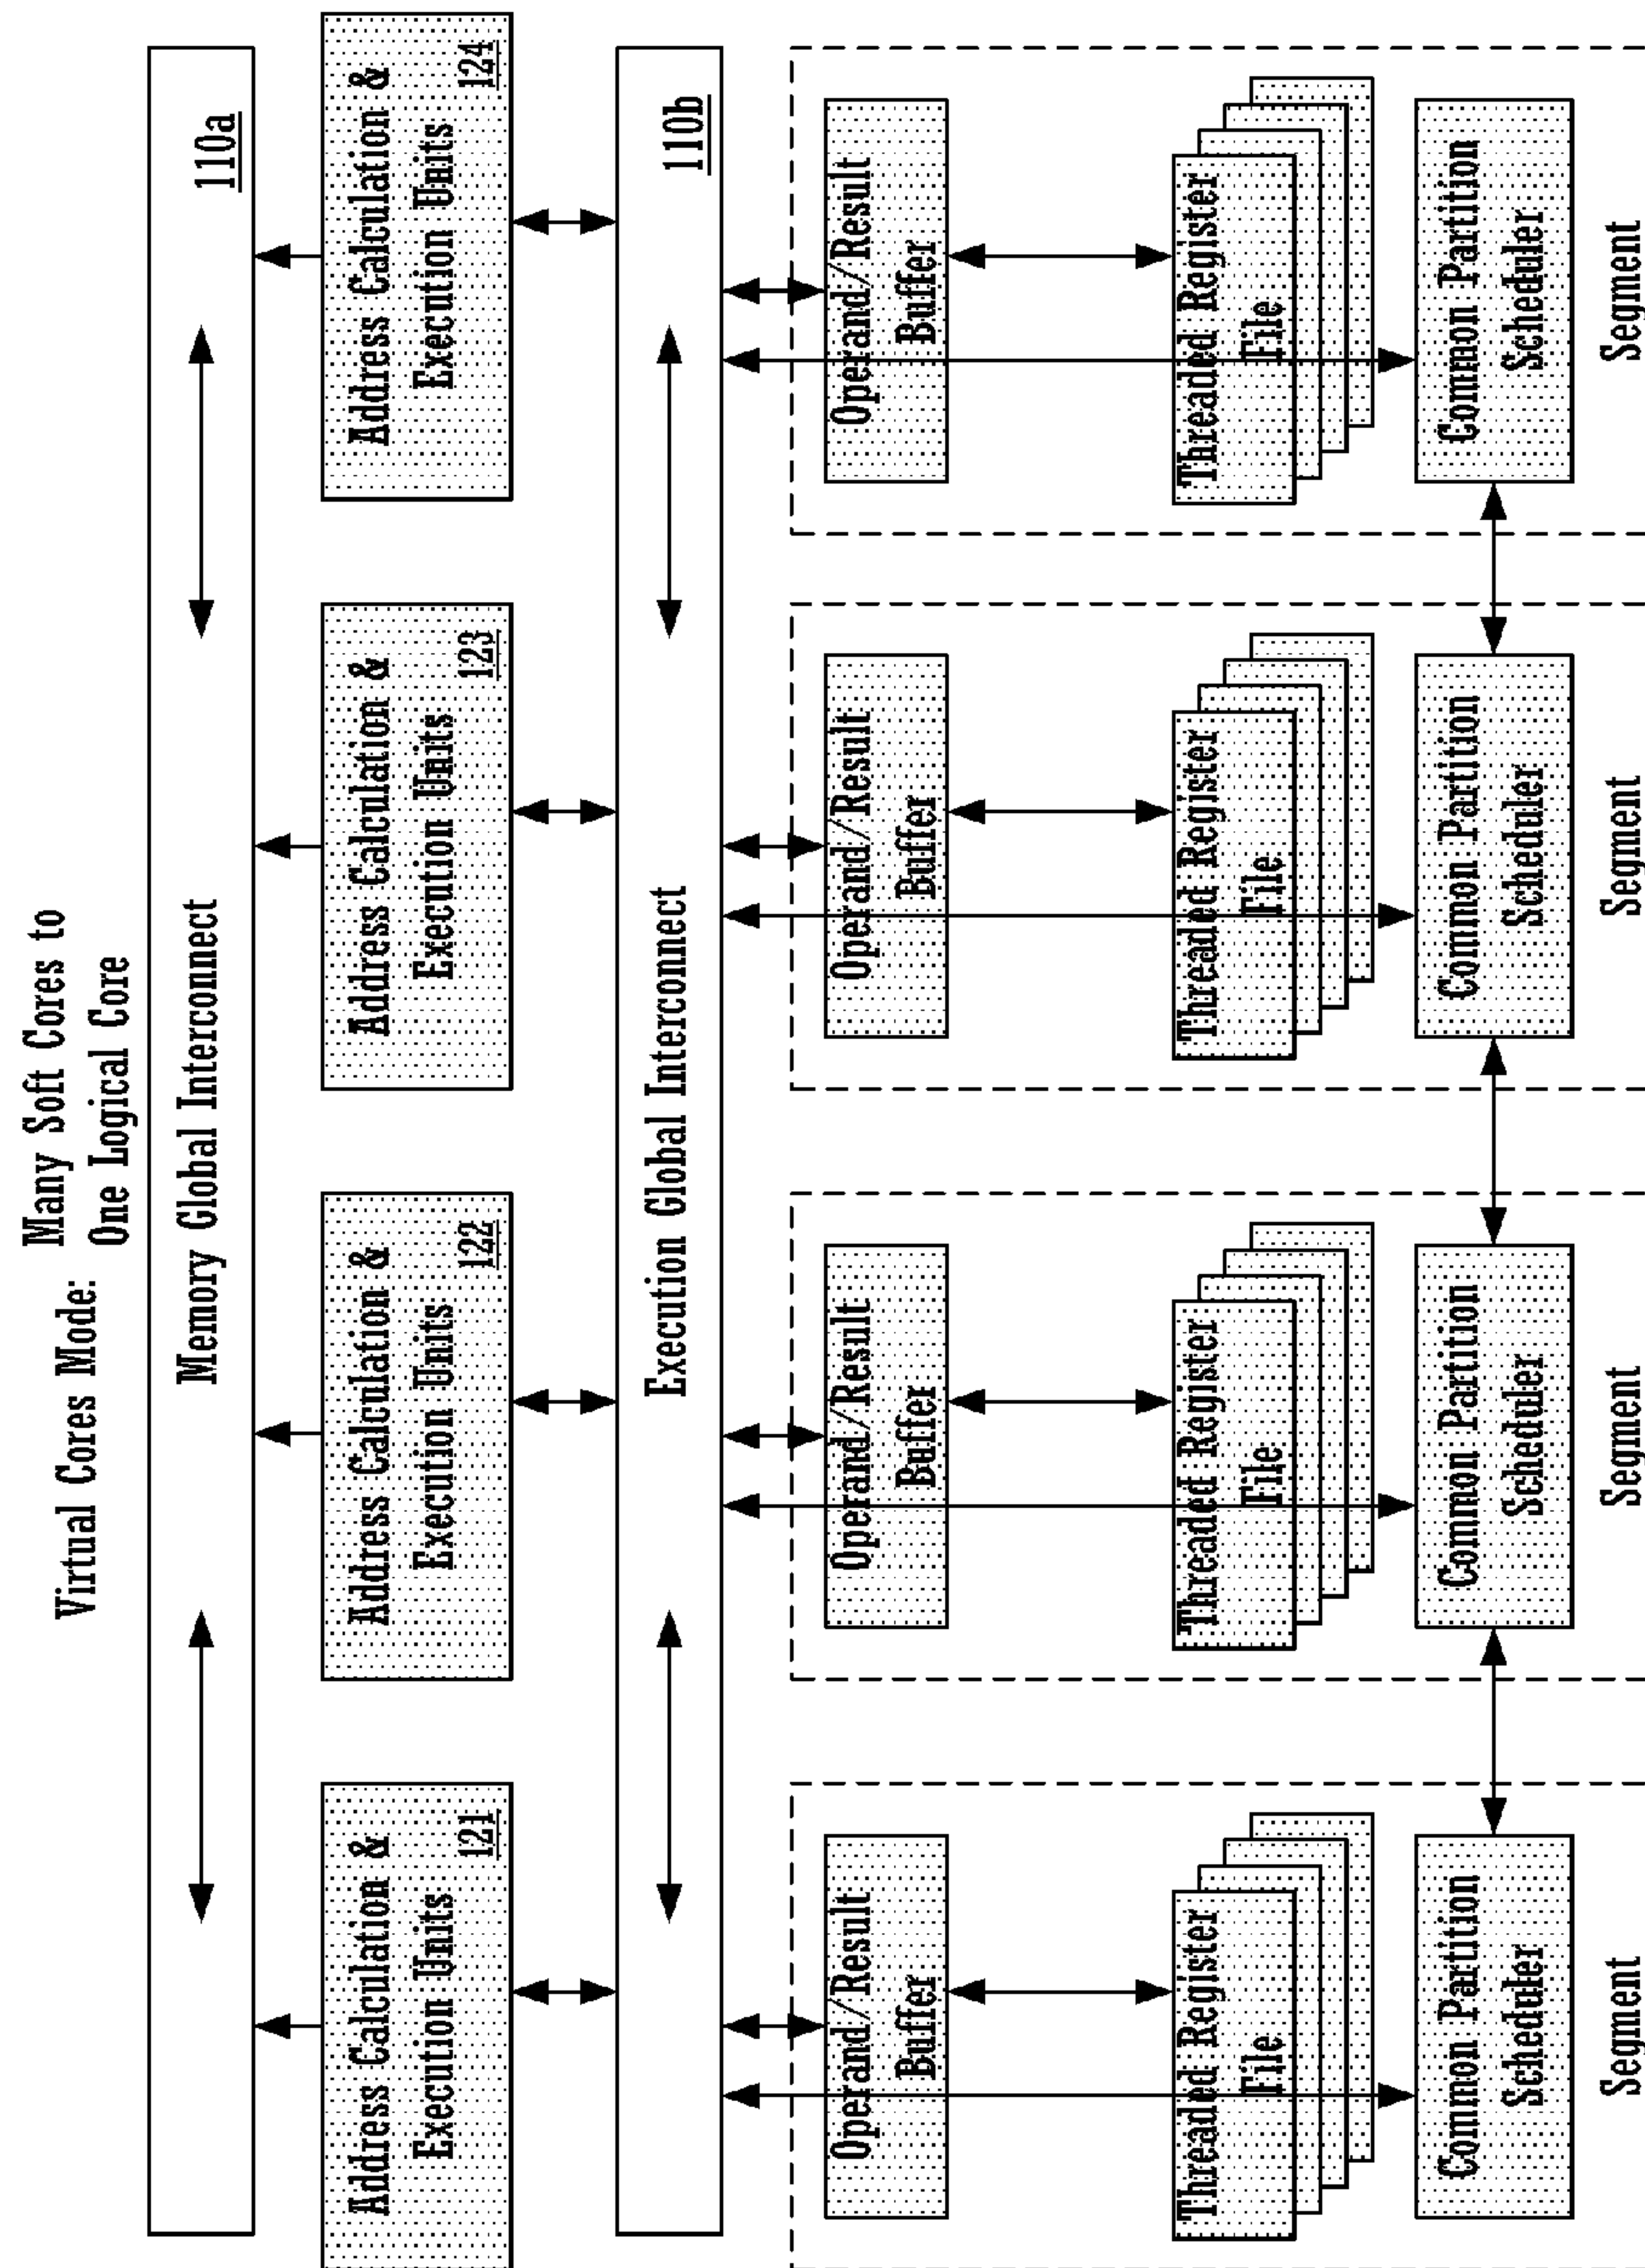 Virtual Cores Mode:
Many Soft Cores to
One Logical Core
Memory Global Interconnect
110a
Address Calculation &
Execution Units
121
Address Calculation &
Execution Units
122
Address Calculation &
Execution Units
123
Address Calculation &
Execution Units
124
Execution Global Interconnect
110b
Operand/Result
Buffer
Operand/Result
Buffer
Operand/Result
Buffer
Operand/Result
Buffer
Threaded Register
File
Threaded Register
File
Threaded Register
File
Threaded Register
File
Common Partition
Scheduler
Common Partition
Scheduler
Common Partition
Scheduler
Common Partition
Scheduler
Segment
Segment
Segment
Segment